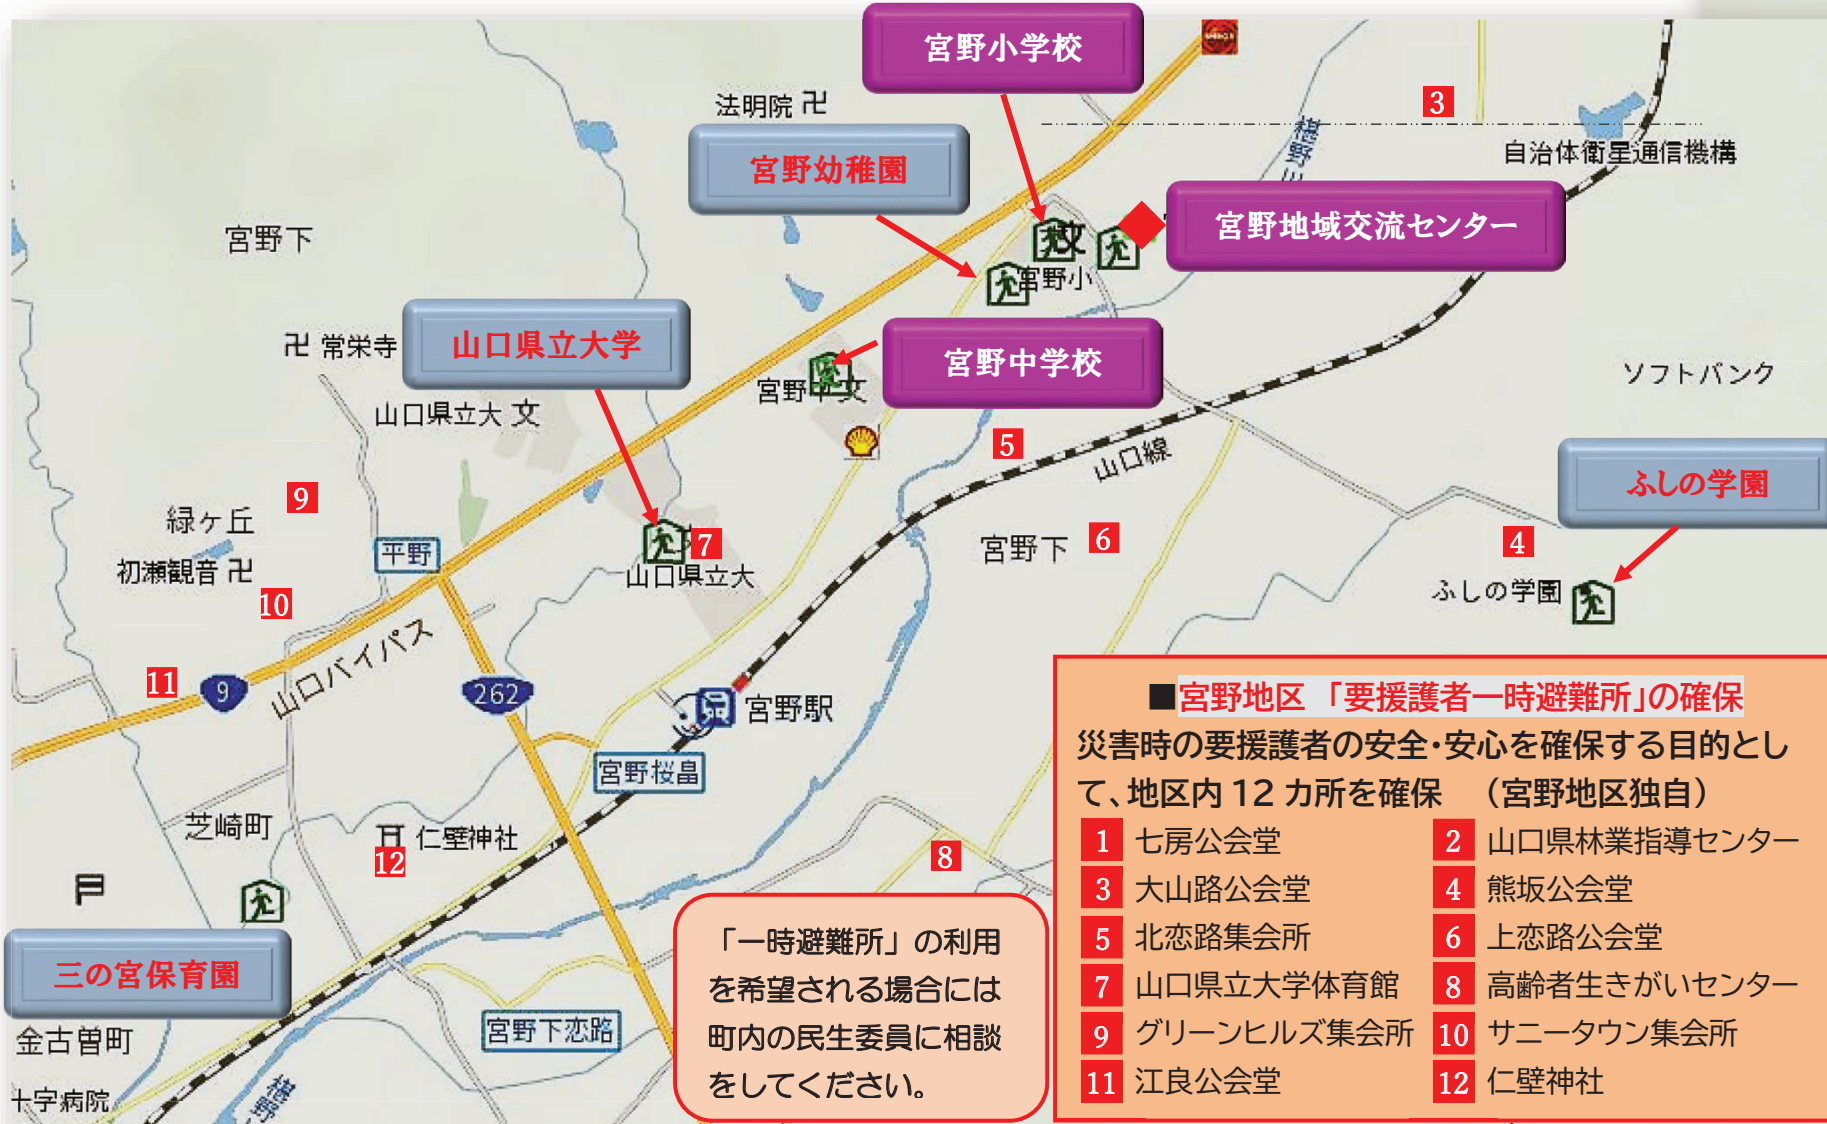 宮野小学校
法明院
3
宮野幼稚園
椹野川
自治体衛星通信機構
宮野地域交流センター
宮野下
文
宮野小
山口県立大学
常栄寺
宮野中学校
ソフトバンク
宮野中文
山口県立大 文
5
山口線
ふしの学園
9
緑ヶ丘
平野
7
宮野下
6
4
初瀬観音
山口県立大
ふしの学園
10
山口バイパス
11
9
262
宮野駅
宮野桜畠
芝崎町
仁壁神社
12
8
三の宮保育園
宮野下恋路
金古曽町
十字病院
椹野
「一時避難所」の利用
を希望される場合には
町内の民生委員に相談
をしてください。
■宮野地区 「要援護者一時避難所」の確保
災害時の要援護者の安全・安心を確保する目的とし
て、地区内 12 カ所を確保 （宮野地区独自）
1 七房公会堂 2 山口県林業指導センター
3 大山路公会堂 4 熊坂公会堂
5 北恋路集会所 6 上恋路公会堂
7 山口県立大学体育館 8 高齢者生きがいセンター
9 グリーンヒルズ集会所 10 サニータウン集会所
11 江良公会堂 12 仁壁神社